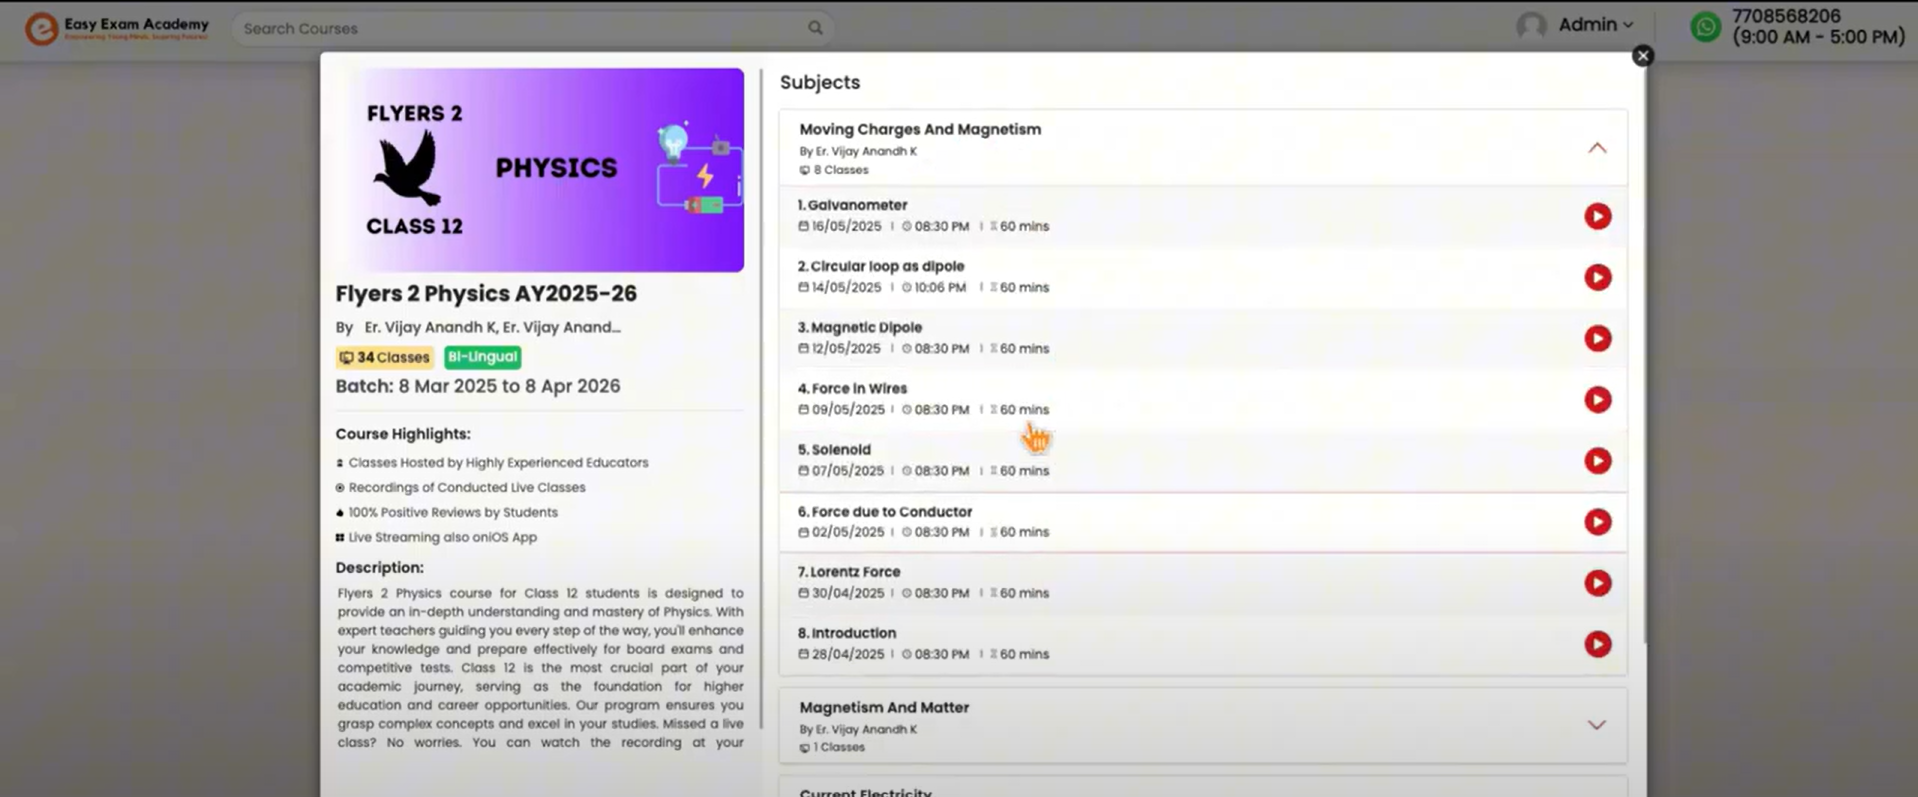 Easy Exam Academy
Empowering Young Minds, Inspiring Futures!
Search Courses
Admin
7708568206
(9:00 AM - 5:00 PM)
FLYERS 2
PHYSICS
CLASS 12
Flyers 2 Physics AY2025-26
By Er. Vijay Anandh K, Er. Vijay Anand...
34 Classes
Bi-Lingual
Batch: 8 Mar 2025 to 8 Apr 2026
Course Highlights:
Classes Hosted by Highly Experienced Educators
Recordings of Conducted Live Classes
100% Positive Reviews by Students
Live Streaming also oniOS App
Description:
Flyers 2 Physics course for Class 12 students is designed to
provide an in-depth understanding and mastery of Physics. With
expert teachers guiding you every step of the way, you'll enhance
your knowledge and prepare effectively for board exams and
competitive tests. Class 12 is the most crucial part of your
academic journey, serving as the foundation for higher
education and career opportunities. Our program ensures you
grasp complex concepts and excel in your studies. Missed a live
class? No worries. You can watch the recording at your
Subjects
Moving Charges And Magnetism
By Er. Vijay Anandh K
8 Classes
1. Galvanometer
16/05/2025 | 08:30 PM | 60 mins
2. Circular loop as dipole
14/05/2025 | 10:06 PM | 60 mins
3. Magnetic Dipole
12/05/2025 | 08:30 PM | 60 mins
4. Force in Wires
09/05/2025 | 08:30 PM | 60 mins
5. Solenoid
07/05/2025 | 08:30 PM | 60 mins
6. Force due to Conductor
02/05/2025 | 08:30 PM | 60 mins
7. Lorentz Force
30/04/2025 | 08:30 PM | 60 mins
8. Introduction
28/04/2025 | 08:30 PM | 60 mins
Magnetism And Matter
By Er. Vijay Anandh K
1 Classes
Current Electricity